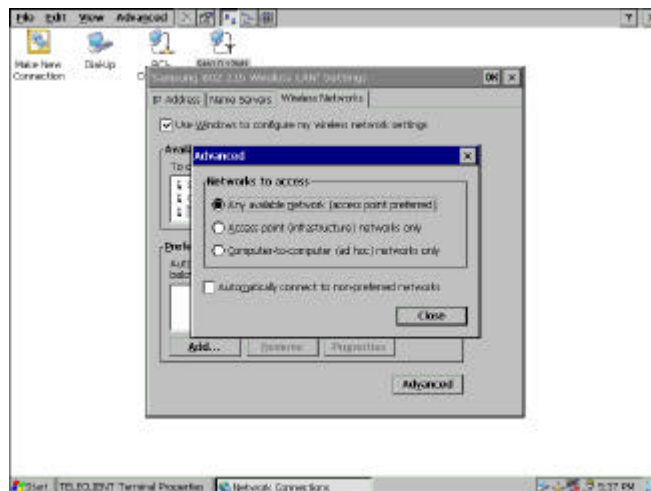 File Edit View Advanced
Make New Connection
Dial-Up
Samsung 802.11b Wireless LAN Settings OK
IP Address Name Servers Wireless Networks
Use Windows to configure my wireless network settings
Advanced
Networks to access
Any available network (access point preferred)
Access point (infrastructure) networks only
Computer-to-computer (ad hoc) networks only
Automatically connect to non-preferred networks
Close
Add... Remove Properties
Advanced
Start TELECLIENT Terminal Properties Network Connections 5:37 PM